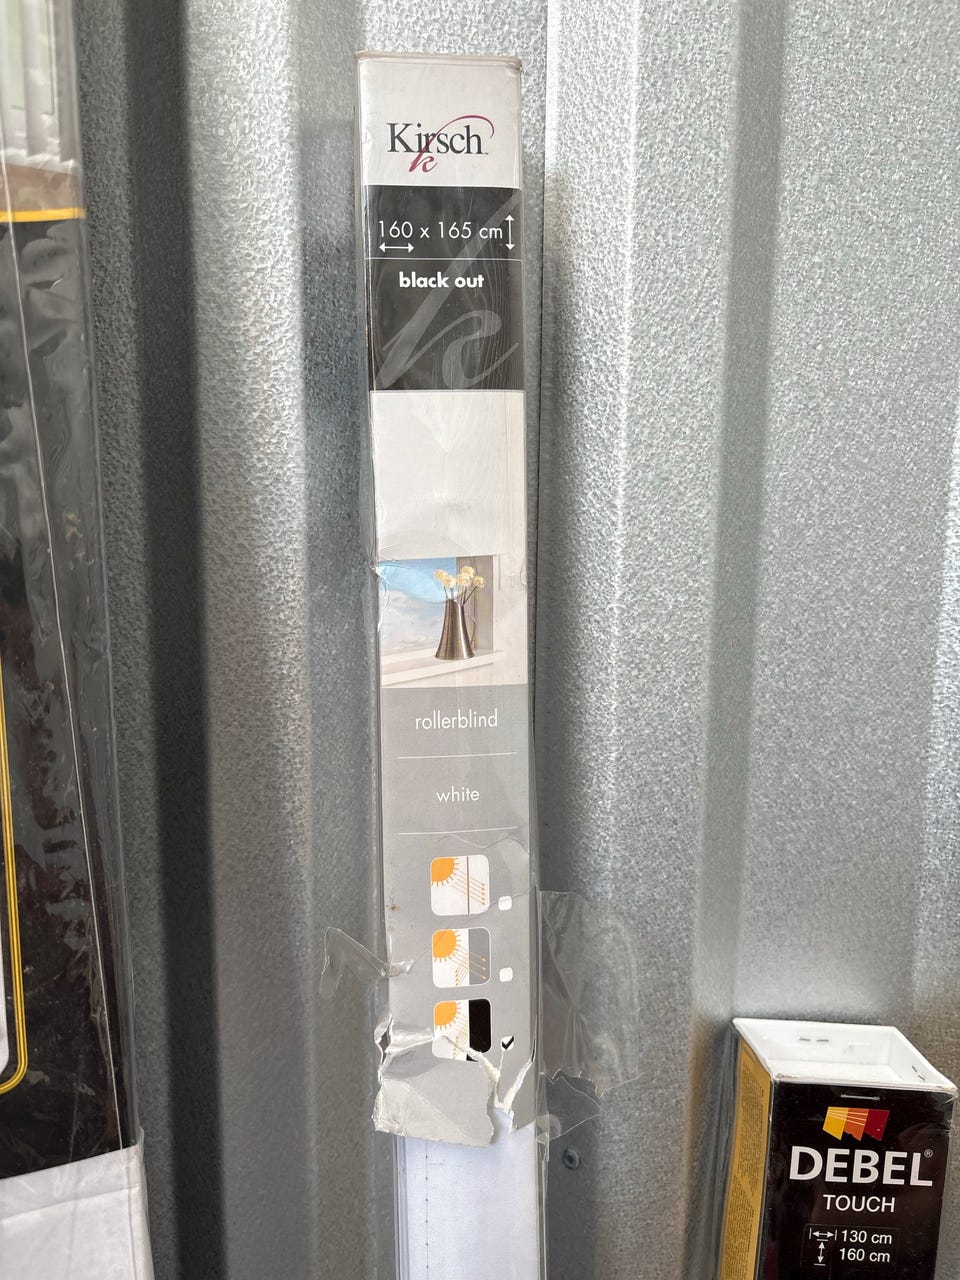 Kirsch
160 x 165 cm
black out
rollerblind
white
DEBEL®
TOUCH
130 cm
160 cm